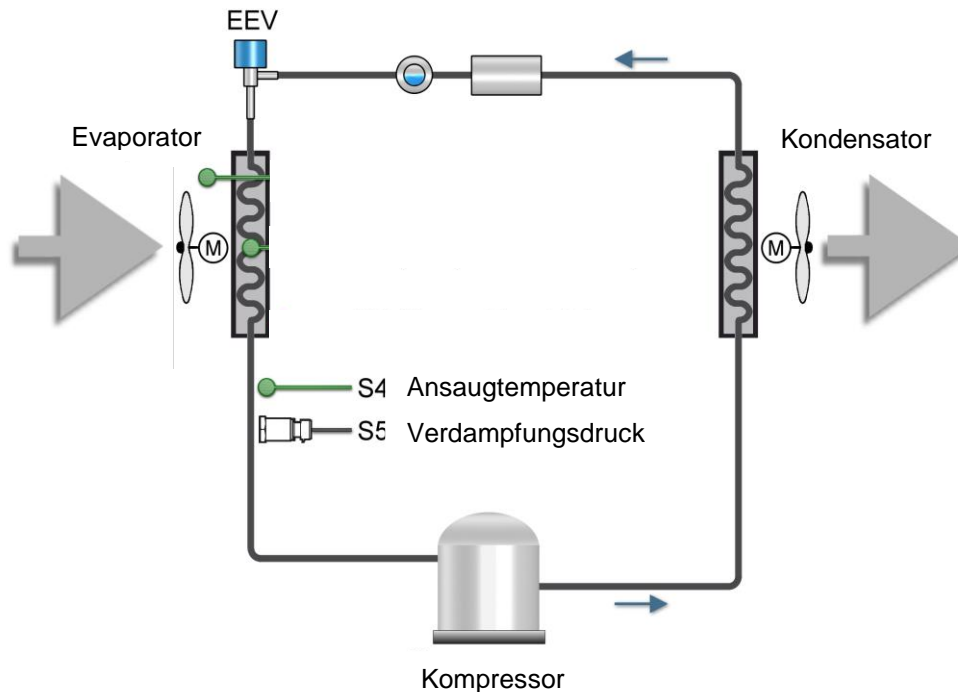 EEV
Evaporator
Kondensator
M
M
S4 Ansaugtemperatur
S5 Verdampfungsdruck
Kompressor